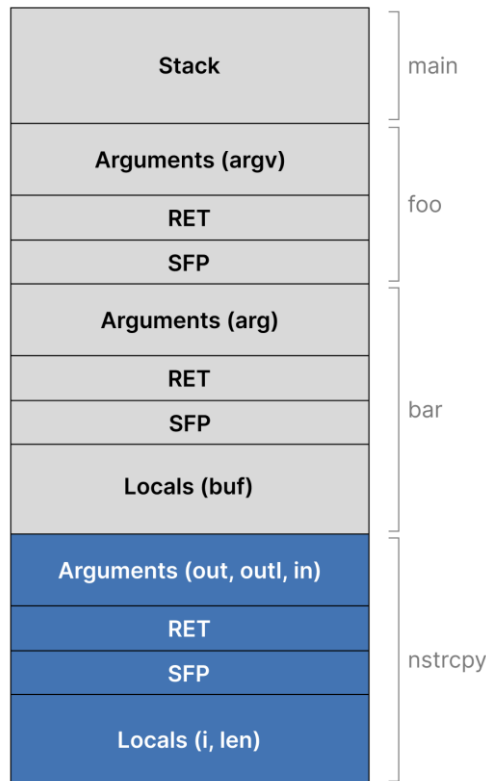 Stack
main
Arguments (argv)
RET
foo
SFP
Arguments (arg)
RET
bar
SFP
Locals (buf)
Arguments (out, outl, in)
RET
nstrcpy
SFP
Locals (i, len)